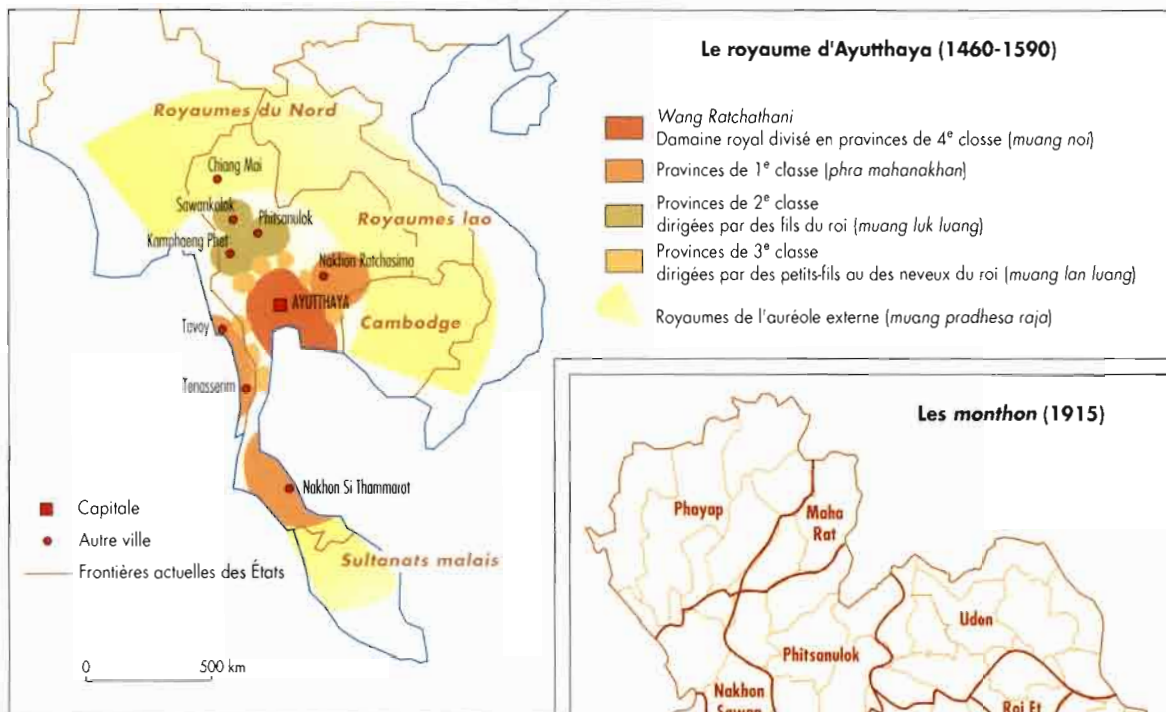 Le royaume d'Ayutthaya (1460-1590)
Wang Ratchathani
Damaine royal divisé en provinces de 4e closse (muang noi)
Provinces de 1e classe (phra mahanakhan)
Provinces de 2e classe
dirigées par des fils du roi (muang luk luang)
Provinces de 3e classe
dirigées par des petits-fils au des neveux du roi (muang lan luang)
Royaumes de l'auréole externe (muang pradhesa raja)
Royaumes du Nord
Chiang Mai
Sawankolok
Phitsanulok
Royaumes lao
Kamphaeng Phet
Nakhon Ratchasima
AYUTTHAYA
Cambodge
Tavoy
Tenasserim
Nakhon Si Thammarat
Sultanats malais
Capitale
Autre ville
Frontières actuelles des États
0 500 km
Les monthon (1915)
Phayap
Maha
Rat
Udon
Phitsanulok
Nakhon
Sawan
Roi Et